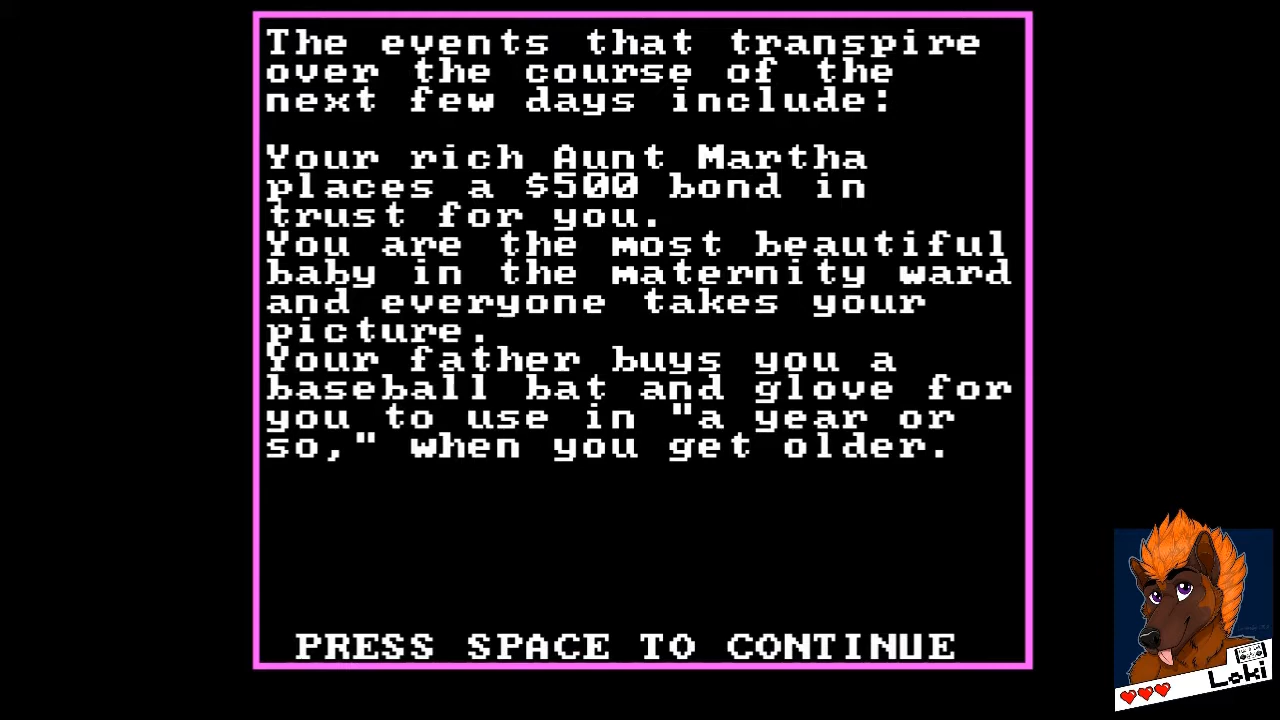 The events that transpire
over the course of the
next few days include:
Your rich Aunt Martha
places a $500 bond in
trust for you.
You are the most beautiful
baby in the maternity ward
and everyone takes your
picture.
Your father buys you a
baseball bat and glove for
you to use in "a year or
so," when you get older.
PRESS SPACE TO CONTINUE
Loki